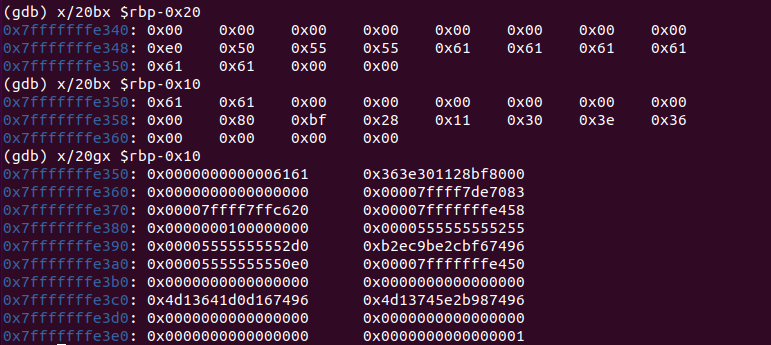 (gdb) x/20bx $rbp-0x20
0x7fffffffe340: 0x00 0x00 0x00 0x00 0x00 0x00 0x00 0x00
0x7fffffffe348: 0xe0 0x50 0x55 0x55 0x61 0x61 0x61 0x61
0x7fffffffe350: 0x61 0x61 0x00 0x00
(gdb) x/20bx $rbp-0x10
0x7fffffffe350: 0x61 0x61 0x00 0x00 0x00 0x00 0x00 0x00
0x7fffffffe358: 0x00 0x80 0xbf 0x28 0x11 0x30 0x3e 0x36
0x7fffffffe360: 0x00 0x00 0x00 0x00
(gdb) x/20gx $rbp-0x10
0x7fffffffe350: 0x0000000000006161 0x363e301128bf8000
0x7fffffffe360: 0x0000000000000000 0x00007ffff7de7083
0x7fffffffe370: 0x00007ffff7ffc620 0x00007fffffffe458
0x7fffffffe380: 0x0000000100000000 0x0000555555555255
0x7fffffffe390: 0x00005555555552d0 0xb2ec9be2cbf67496
0x7fffffffe3a0: 0x00005555555550e0 0x00007fffffffe450
0x7fffffffe3b0: 0x0000000000000000 0x0000000000000000
0x7fffffffe3c0: 0x4d13641d0d167496 0x4d13745e2b987496
0x7fffffffe3d0: 0x0000000000000000 0x0000000000000000
0x7fffffffe3e0: 0x0000000000000000 0x0000000000000001